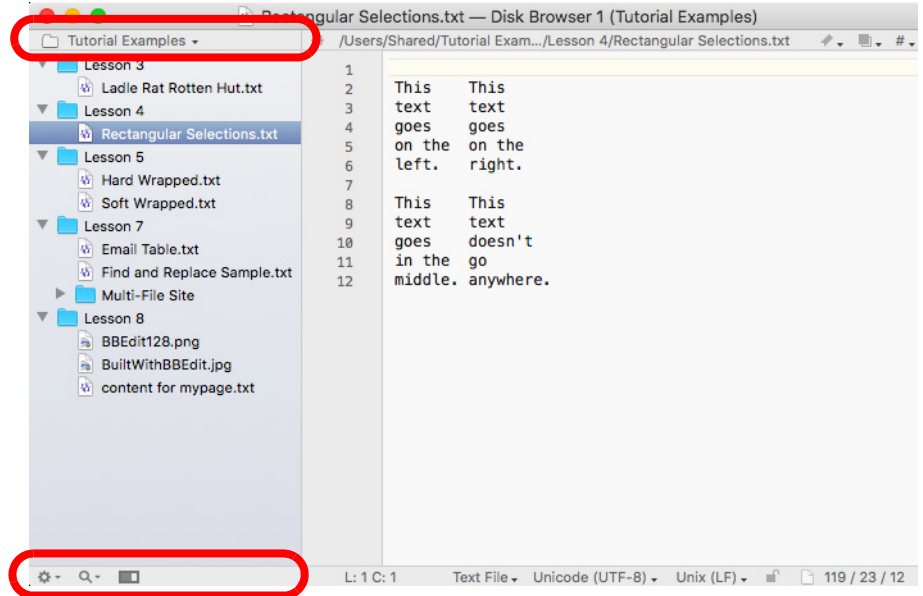 Rectangular Selections.txt — Disk Browser 1 (Tutorial Examples)
Tutorial Examples
/Users/Shared/Tutorial Exam.../Lesson 4/Rectangular Selections.txt
#
Lesson 3
Ladle Rat Rotten Hut.txt
Lesson 4
Rectangular Selections.txt
Lesson 5
Hard Wrapped.txt
Soft Wrapped.txt
Lesson 7
Email Table.txt
Find and Replace Sample.txt
Multi-File Site
Lesson 8
BBEdit128.png
BuiltWithBBEdit.jpg
content for mypage.txt
1
2 This This
3 text text
4 goes goes
5 on the on the
6 left. right.
7
8 This This
9 text text
10 goes doesn't
11 in the go
12 middle. anywhere.
L: 1 C: 1 Text File Unicode (UTF-8) Unix (LF) 119 / 23 / 12